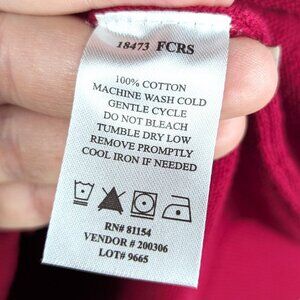 18473 FCRS
100% COTTON
MACHINE WASH COLD
GENTLE CYCLE
DO NOT BLEACH
TUMBLE DRY LOW
REMOVE PROMPTLY
COOL IRON IF NEEDED
RN# 81154
VENDOR # 200306
LOT# 9665